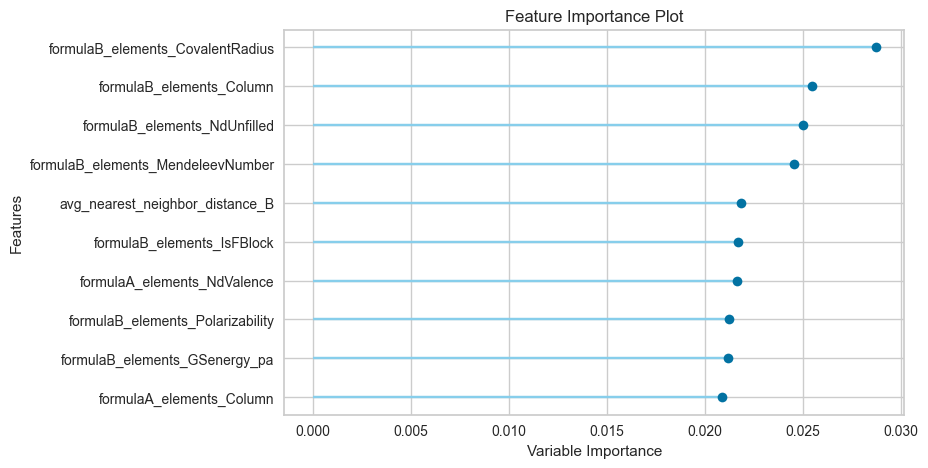 Feature Importance Plot
Features
formulaB_elements_CovalentRadius
formulaB_elements_Column
formulaB_elements_NdUnfilled
formulaB_elements_MendeleevNumber
avg_nearest_neighbor_distance_B
formulaB_elements_IsFBlock
formulaA_elements_NdValence
formulaB_elements_Polarizability
formulaB_elements_GSenergy_pa
formulaA_elements_Column
0.000 0.005 0.010 0.015 0.020 0.025 0.030
Variable Importance